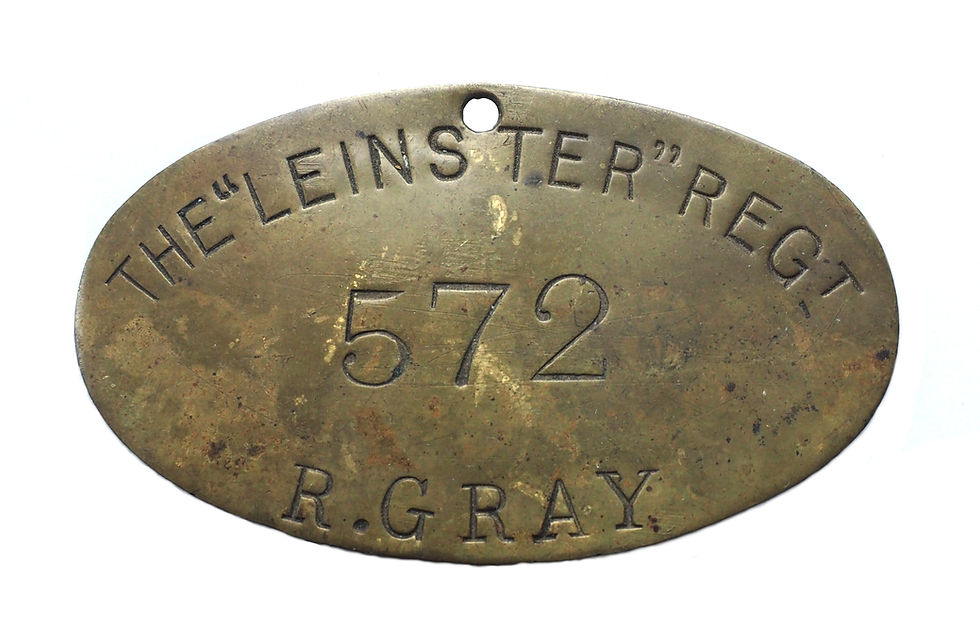 THE “LEINSTER” REGT
572
R.GRAY